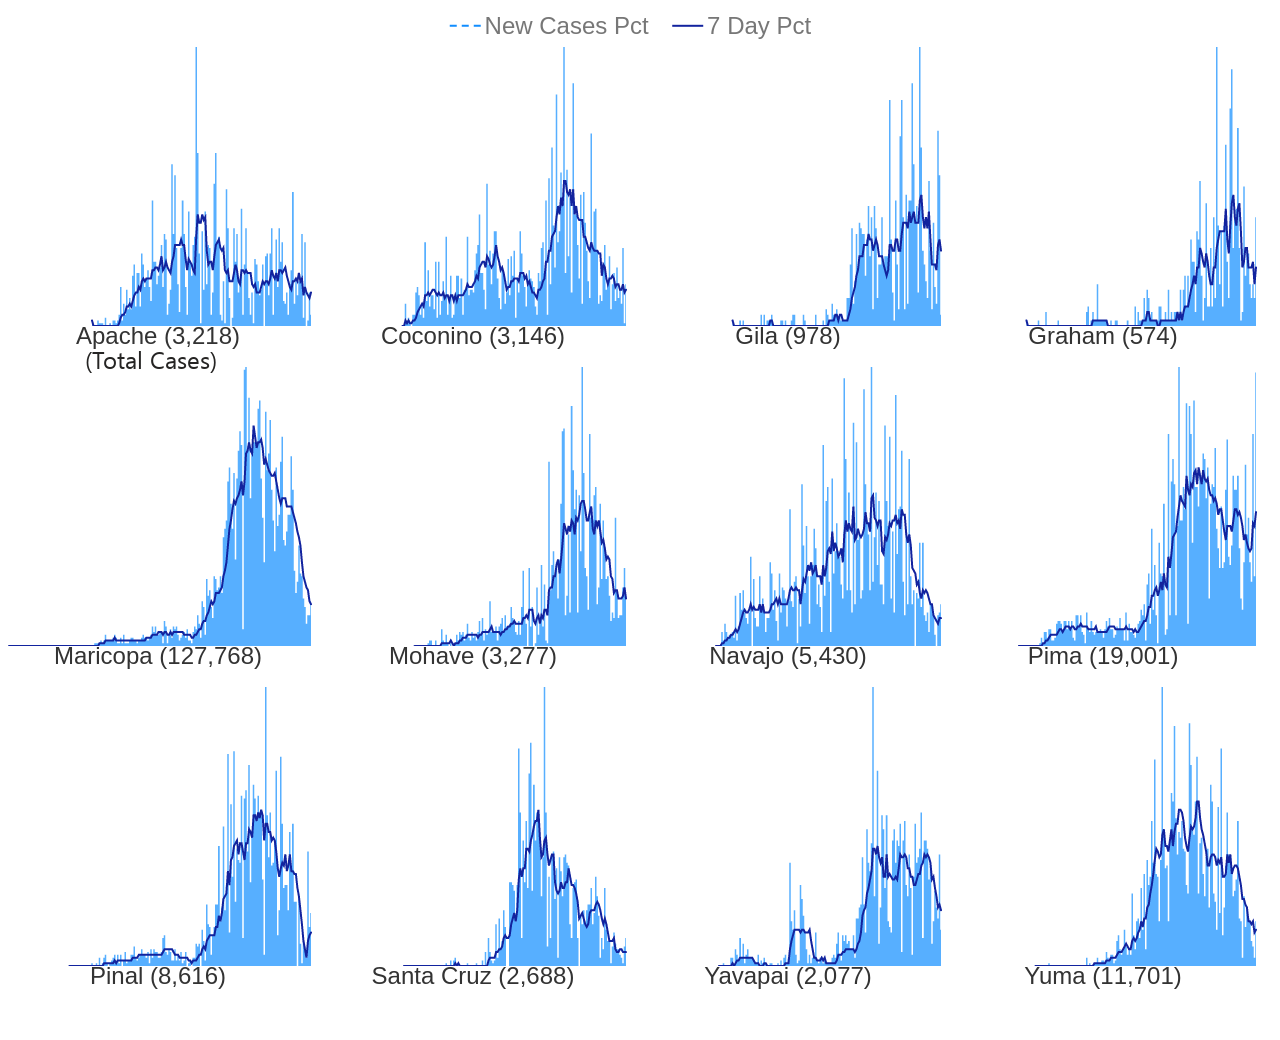 New Cases Pct 7 Day Pct
Apache (3,218) Coconino (3,146) Gila (978) Graham (574)
(Total Cases)
Maricopa (127,768) Mohave (3,277) Navajo (5,430) Pima (19,001)
Pinal (8,616) Santa Cruz (2,688) Yavapai (2,077) Yuma (11,701)